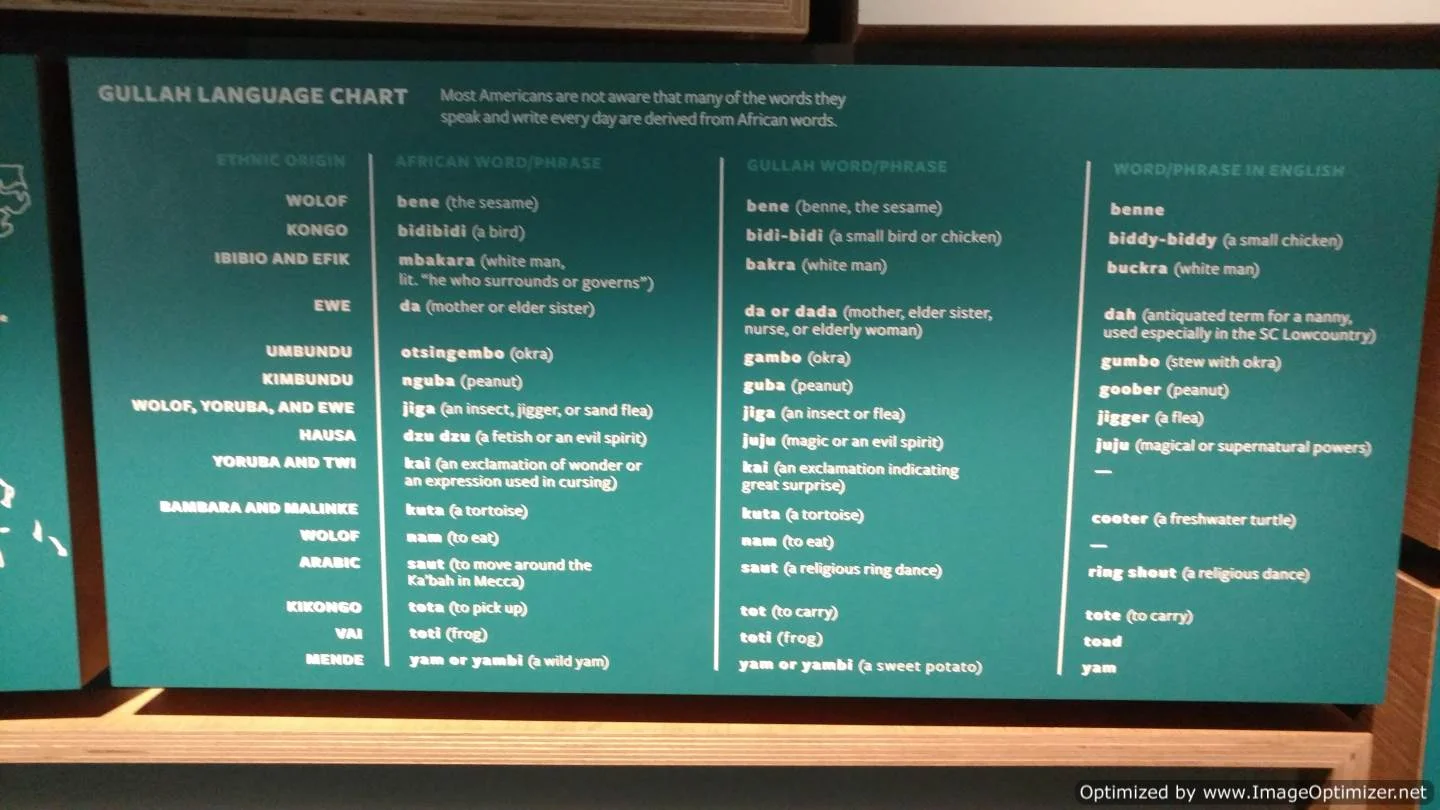 GULLAH LANGUAGE CHART
Most Americans are not aware that many of the words they
speak and write every day are derived from African words.
ETHNIC ORIGIN AFRICAN WORD/PHRASE GULLAH WORD/PHRASE WORD/PHRASE IN ENGLISH
WOLOF bene (the sesame) bene (benne, the sesame) benne
KONGO bidibidi (a bird) bidi-bidi (a small bird or chicken) biddy-biddy (a small chicken)
IBIBIO AND EFIK mbakara (white man, bakra (white man) buckra (white man)
lit. “he who surrounds or governs”)
EWE da (mother or elder sister) da or dada (mother, elder sister, dah (antiquated term for a nanny,
nurse, or elderly woman) used especially in the SC Lowcountry)
UMBUNDU otsingembo (okra) gambo (okra) gumbo (stew with okra)
KIMBUNDU nguba (peanut) guba (peanut) goober (peanut)
WOLOF, YORUBA, AND EWE jiga (an insect, jigger, or sand flea) jiga (an insect or flea) jigger (a flea)
HAUSA dzu dzu (a fetish or an evil spirit) juju (magic or an evil spirit) juju (magical or supernatural powers)
YORUBA AND TWI kai (an exclamation of wonder or kai (an exclamation indicating —
an expression used in cursing) great surprise)
BAMBARA AND MALINKE kuta (a tortoise) kuta (a tortoise) cooter (a freshwater turtle)
WOLOF nam (to eat) nam (to eat) —
ARABIC saut (to move around the saut (a religious ring dance) ring shout (a religious dance)
Ka'bah in Mecca)
KIKONGO tota (to pick up) tot (to carry) tote (to carry)
VAI toti (frog) toti (frog) toad
MENDE yam or yambi (a wild yam) yam or yambi (a sweet potato) yam
Optimized by www.ImageOptimizer.net